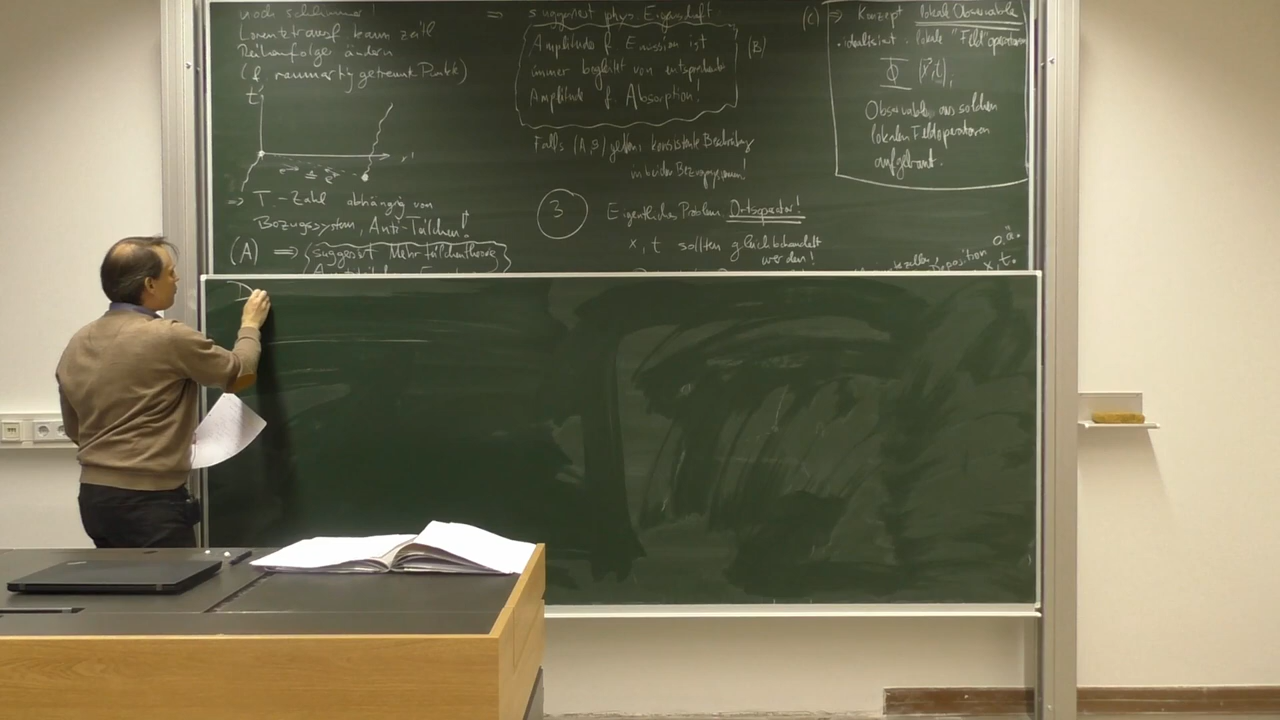 noch schlimmer!
Lorentztransf. kann zeitl.
Reihenfolge ändern
(f. raumartig getrennte Punkte)
t'
x'
⇒ T.-Zahl abhängig von
Bezugssystem, Anti-Teilchen!
(A) ⇒ suggeriert Mehrteilchentheorie
⇒ suggeriert phys. Eigenschaft:
Amplitude f. Emission ist
immer begleitet von entsprechender
Amplitude f. Absorption!
(B)
Falls (A,B) gelten, konsistente Beschreibung
in beiden Bezugssystemen!
3
Eigentliches Problem: Ortsoperator!
x, t sollten gleichbehandelt
werden!
o.ä.
x, t.
(C) ⇒ Konzept lokale Observable
• idealisiert: lokale "Feld"operatoren
Φ (x⃗,t),
Observable aus solchen
lokalen Feldoperatoren
aufgebaut.
D